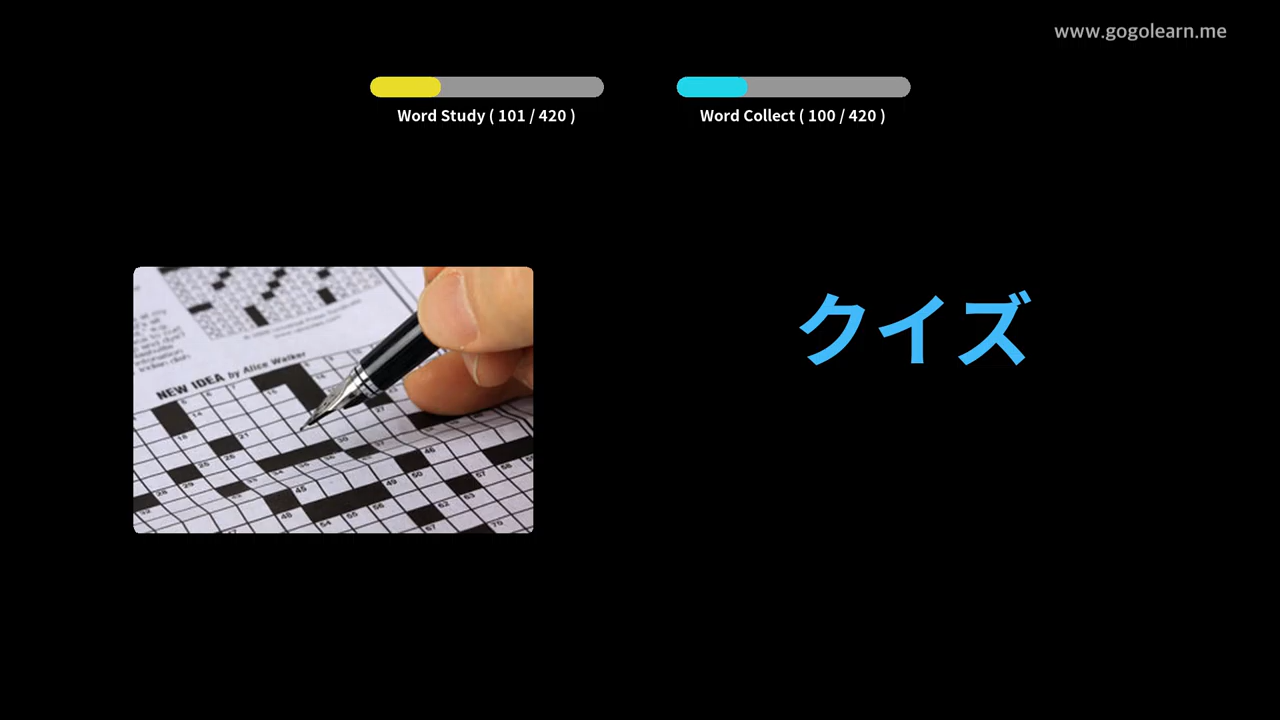 www.gogolearn.me
Word Study ( 101 / 420 )
Word Collect ( 100 / 420 )
クイズ
NEW IDEA by Alice Walker